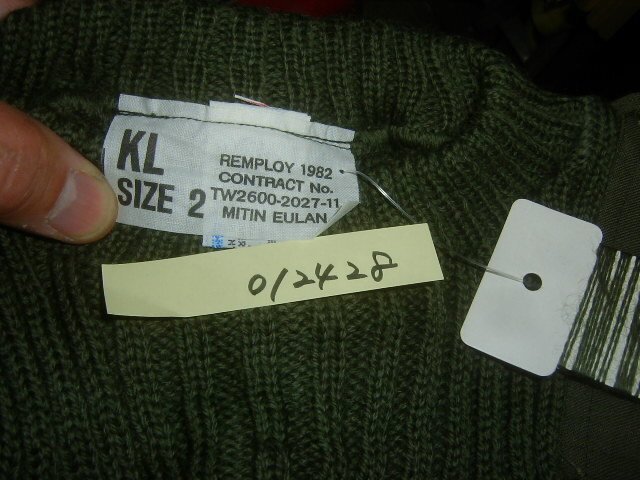 KL
SIZE 2
REMPLOY 1982
CONTRACT No.
TW2600-2027-11
MITIN EULAN
012428